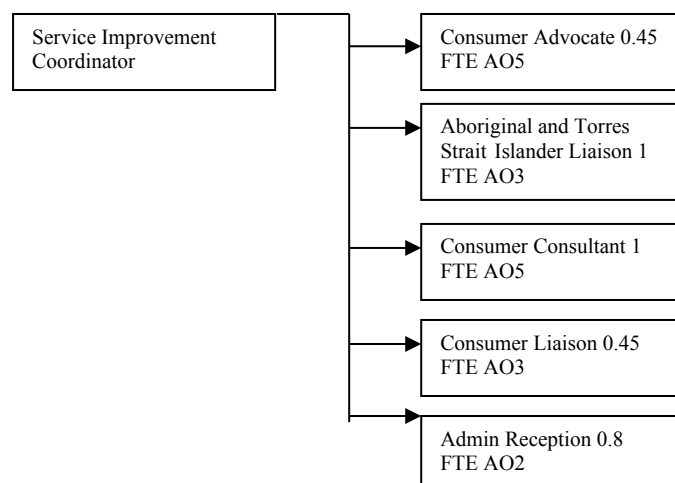 Service Improvement
Coordinator
Consumer Advocate 0.45
FTE AO5
Aboriginal and Torres
Strait Islander Liaison 1
FTE AO3
Consumer Consultant 1
FTE AO5
Consumer Liaison 0.45
FTE AO3
Admin Reception 0.8
FTE AO2